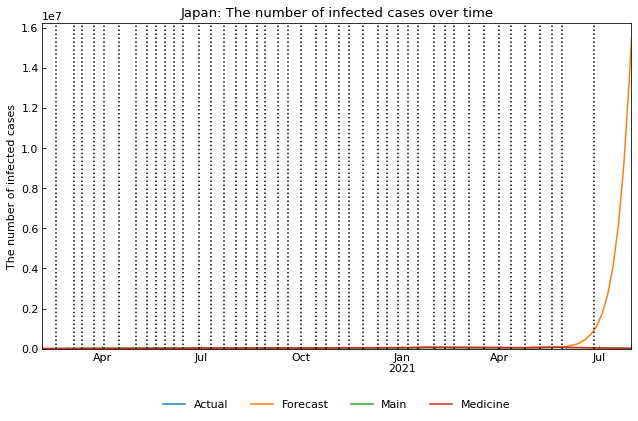 Japan: The number of infected cases over time
1e7
1.6
1.4
1.2
1.0
0.8
0.6
0.4
0.2
0.0
The number of infected cases
Apr Jul Oct Jan Apr Jul
2021
Actual Forecast Main Medicine